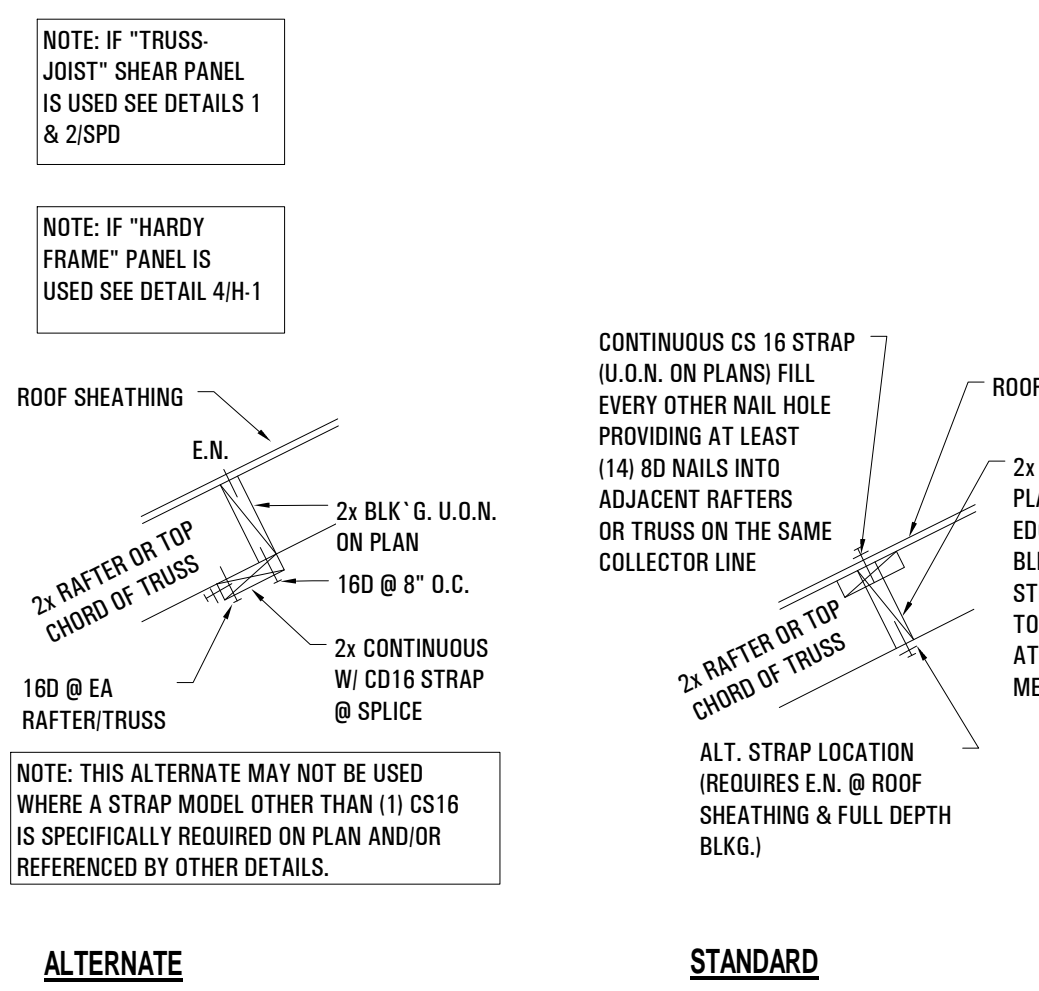 NOTE: IF "TRUSS-
JOIST" SHEAR PANEL
IS USED SEE DETAILS 1
& 2/SPD
NOTE: IF "HARDY
FRAME" PANEL IS
USED SEE DETAIL 4/H-1
ROOF SHEATHING
E.N.
2x BLK`G. U.O.N.
ON PLAN
2x RAFTER OR TOP
CHORD OF TRUSS
16D @ 8" O.C.
2x CONTINUOUS
W/ CD16 STRAP
@ SPLICE
16D @ EA
RAFTER/TRUSS
NOTE: THIS ALTERNATE MAY NOT BE USED
WHERE A STRAP MODEL OTHER THAN (1) CS16
IS SPECIFICALLY REQUIRED ON PLAN AND/OR
REFERENCED BY OTHER DETAILS.
ALTERNATE
CONTINUOUS CS 16 STRAP
(U.O.N. ON PLANS) FILL
EVERY OTHER NAIL HOLE
PROVIDING AT LEAST
(14) 8D NAILS INTO
ADJACENT RAFTERS
OR TRUSS ON THE SAME
COLLECTOR LINE
ROOF
2x
PLA
EDG
BL
ST
TO
AT
ME
2x RAFTER OR TOP
CHORD OF TRUSS
ALT. STRAP LOCATION
(REQUIRES E.N. @ ROOF
SHEATHING & FULL DEPTH
BLKG.)
STANDARD